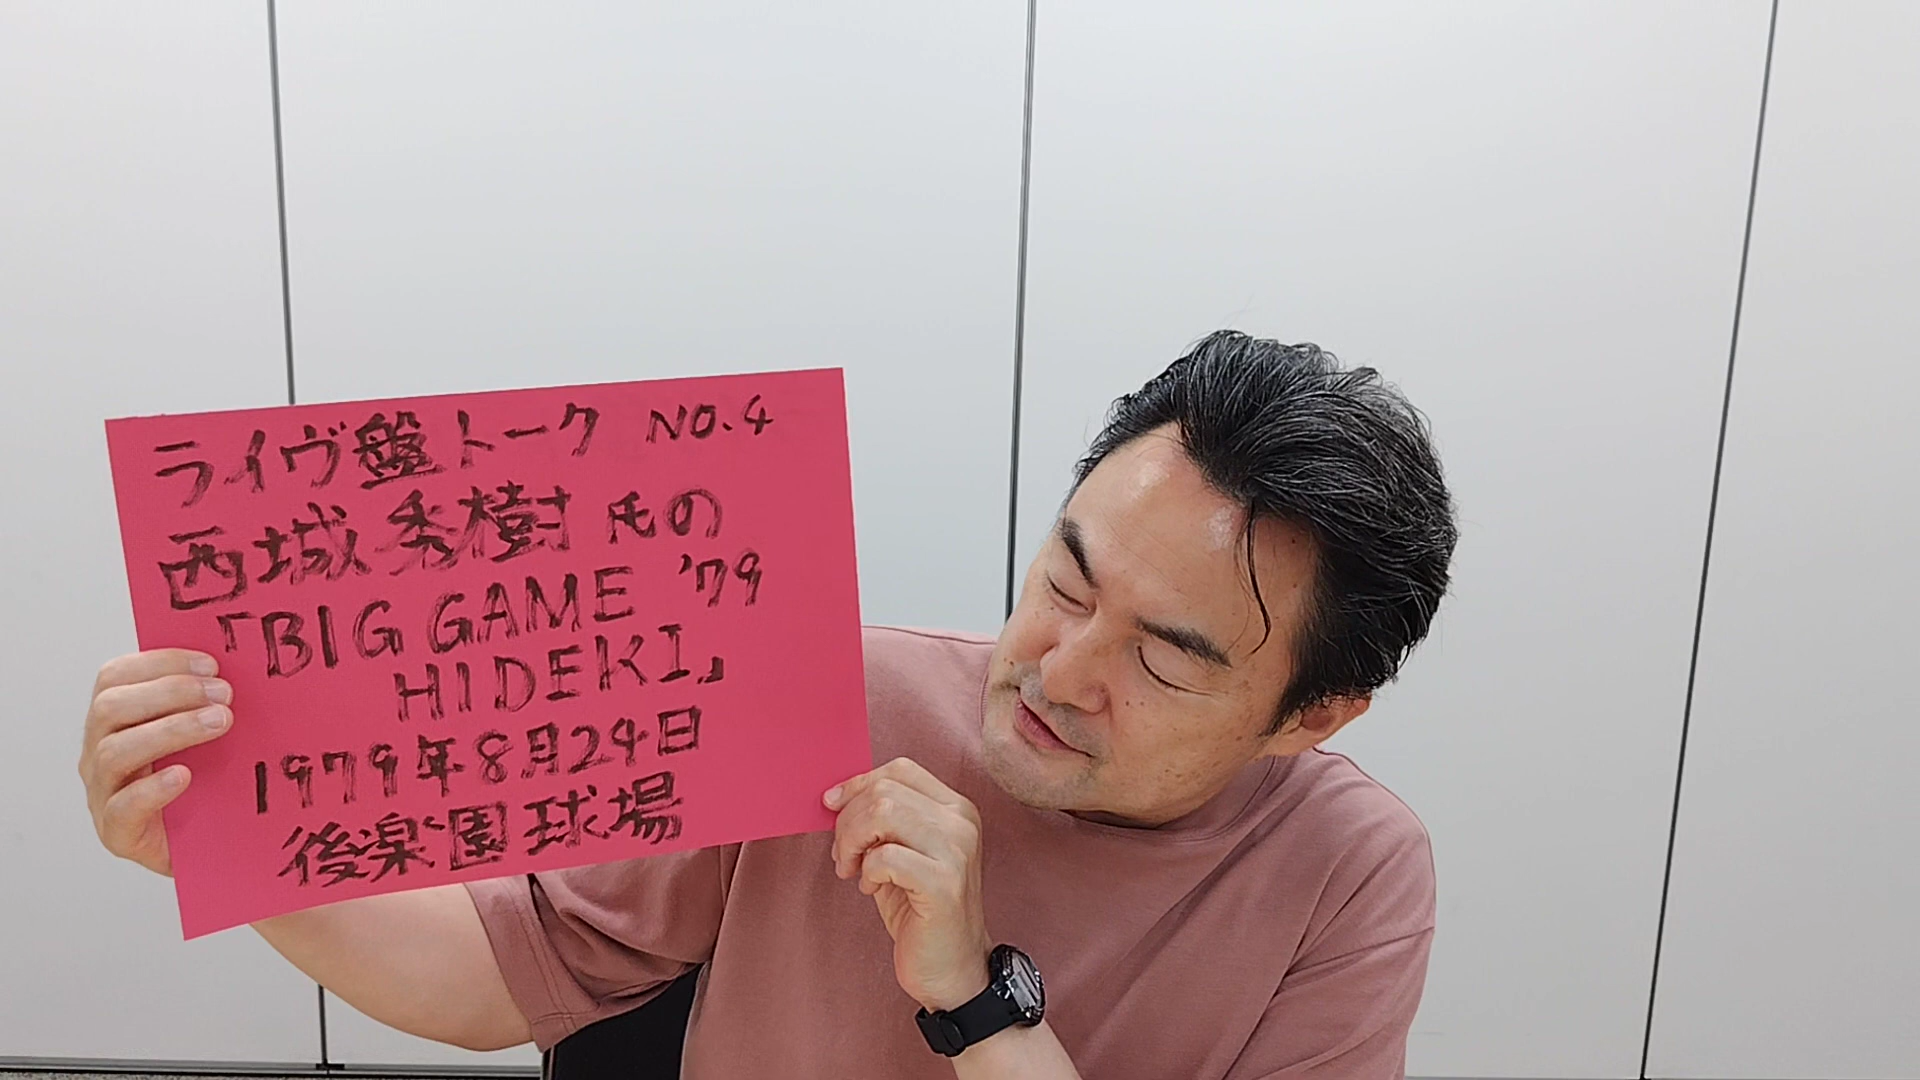 ライヴ盤トーク NO.4
西城秀樹氏の
「BIG GAME '79
HIDEKI」
1979年8月24日
後楽園球場